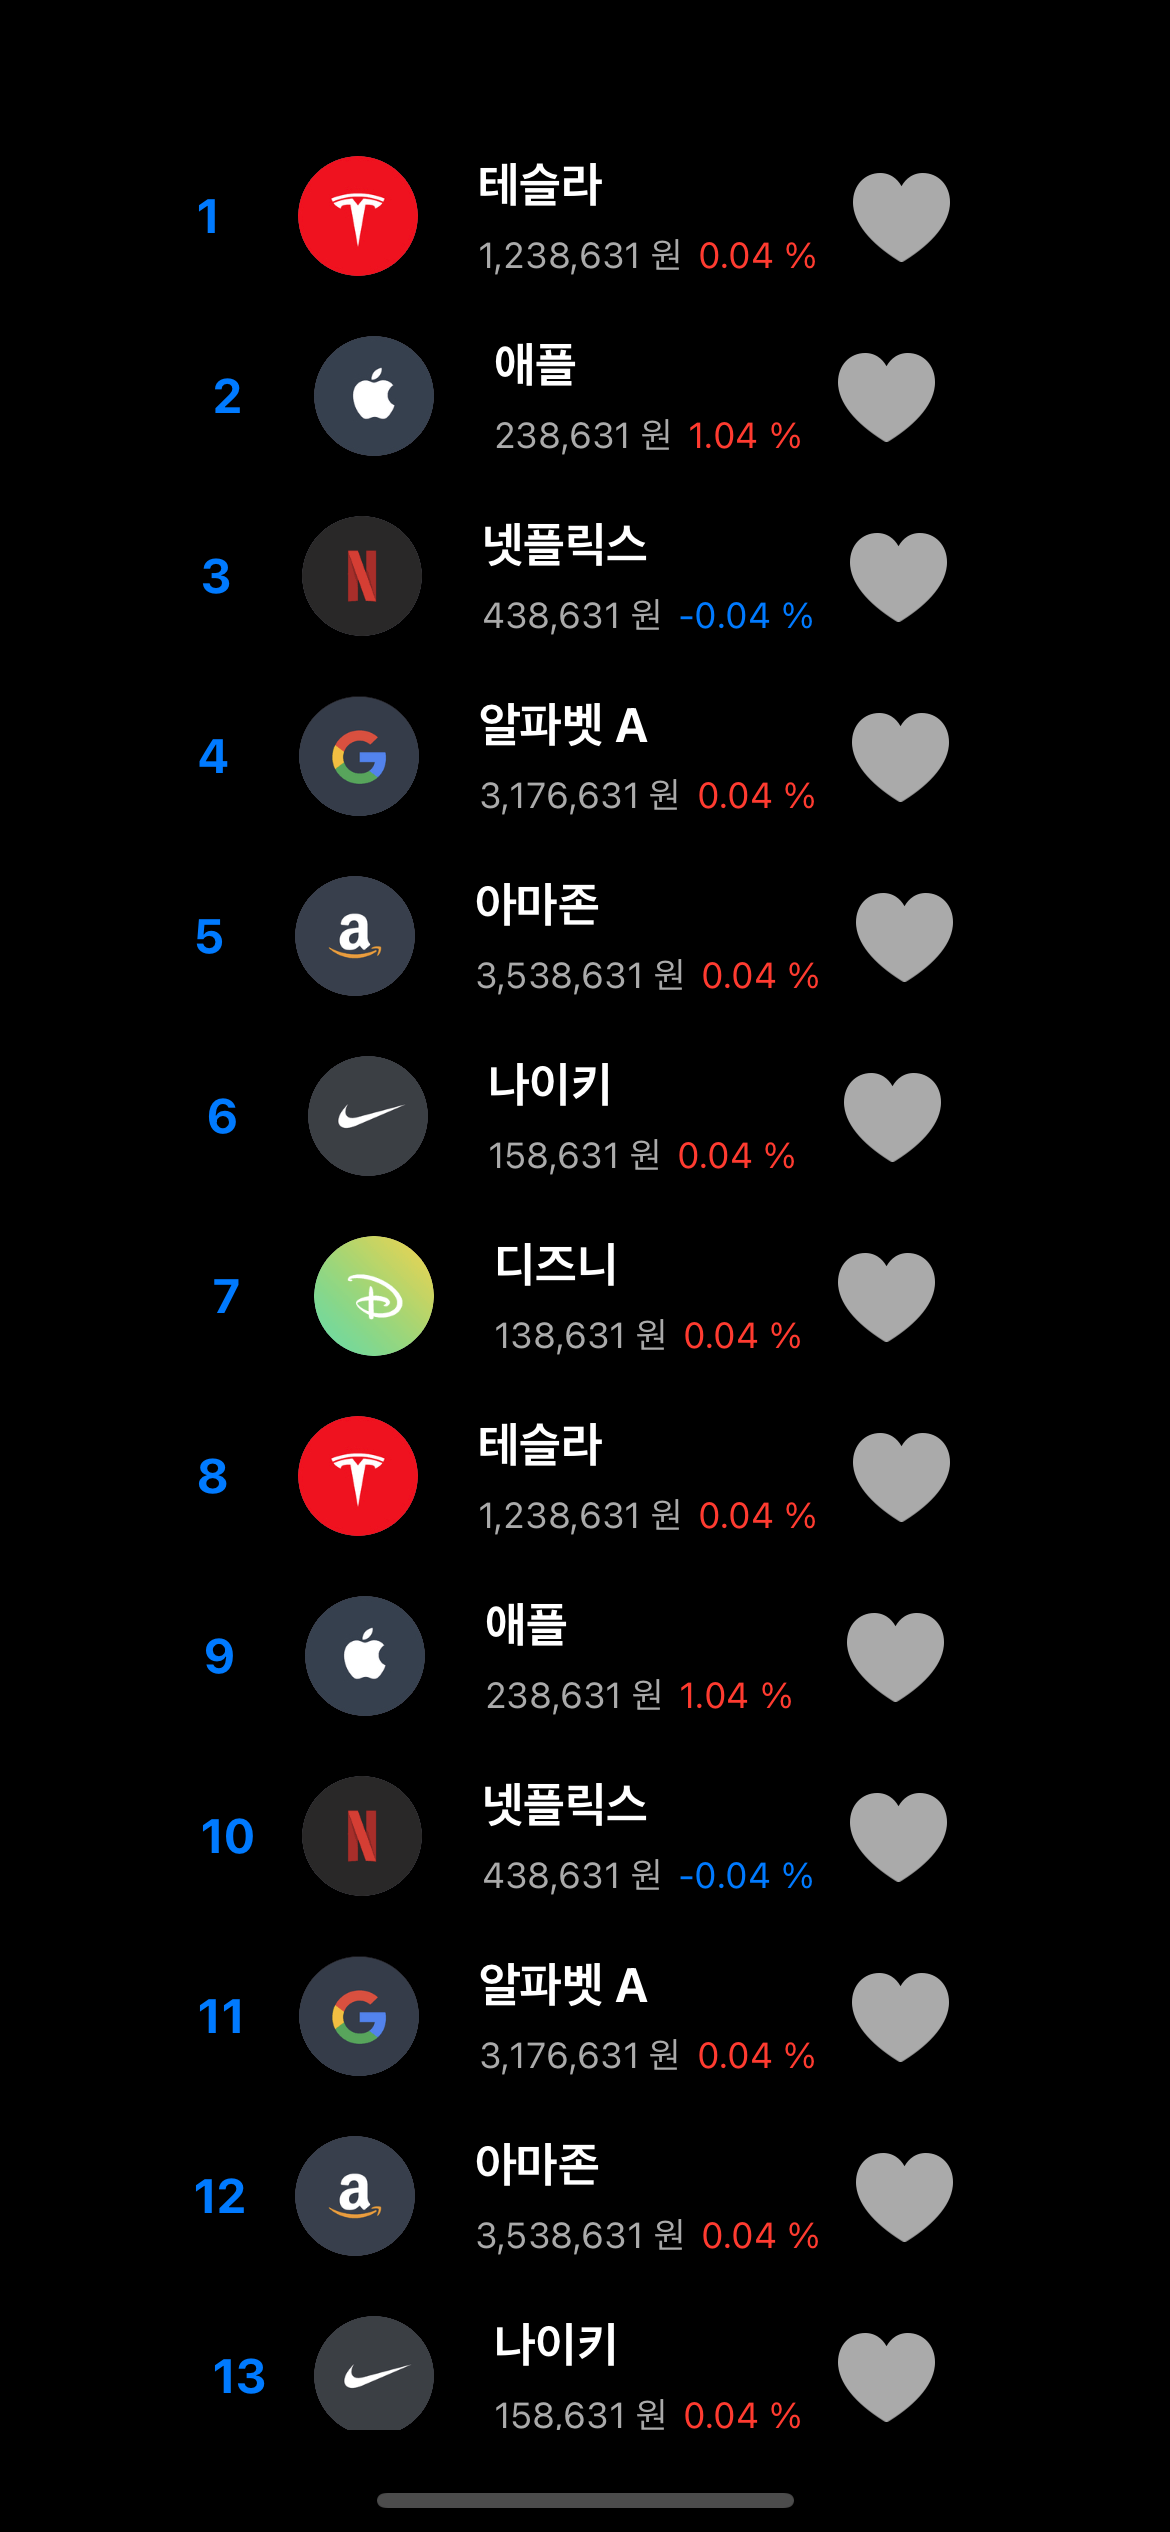 1
테슬라
1,238,631 원 0.04 %
2
애플
238,631 원 1.04 %
3
넷플릭스
438,631 원 -0.04 %
4
알파벳 A
3,176,631 원 0.04 %
5
아마존
3,538,631 원 0.04 %
6
나이키
158,631 원 0.04 %
7
디즈니
138,631 원 0.04 %
8
테슬라
1,238,631 원 0.04 %
9
애플
238,631 원 1.04 %
10
넷플릭스
438,631 원 -0.04 %
11
알파벳 A
3,176,631 원 0.04 %
12
아마존
3,538,631 원 0.04 %
13
나이키
158,631 원 0.04 %